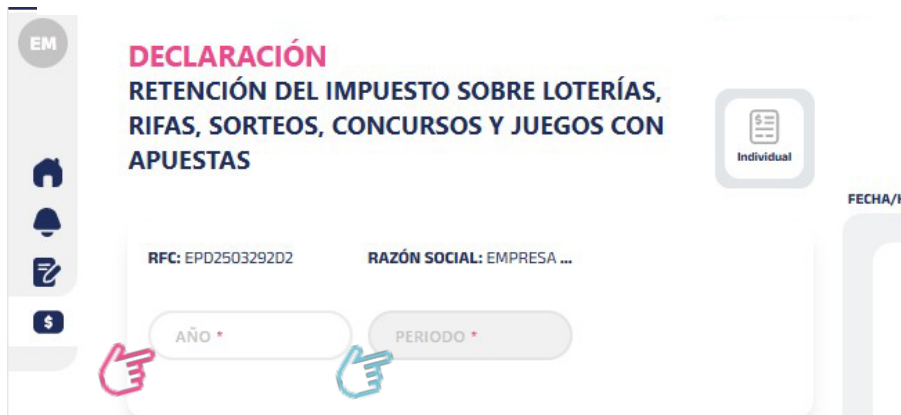 EM
DECLARACIÓN
RETENCIÓN DEL IMPUESTO SOBRE LOTERÍAS,
RIFAS, SORTEOS, CONCURSOS Y JUEGOS CON
APUESTAS
Individual
FECHA/H
RFC: EPD2503292D2 RAZÓN SOCIAL: EMPRESA ...
AÑO * PERIODO *